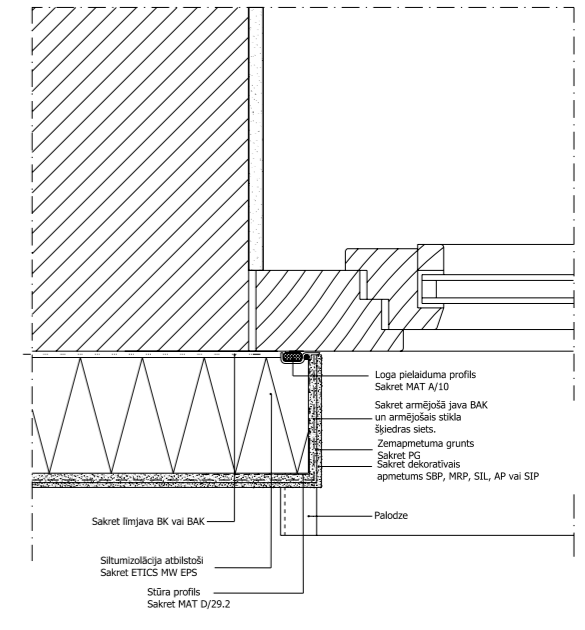 Loga pielaiduma profils
Sakret MAT A/10
Sakret armējošā java BAK
un armējošais stikla
šķiedras siets.
Zemapmetuma grunts
Sakret PG
Sakret dekoratīvais
apmetums SBP, MRP, SIL, AP vai SIP
Palodze
Sakret līmjava BK vai BAK
Siltumizolācija atbilstoši
Sakret ETICS MW EPS
Stūra profils
Sakret MAT D/29.2